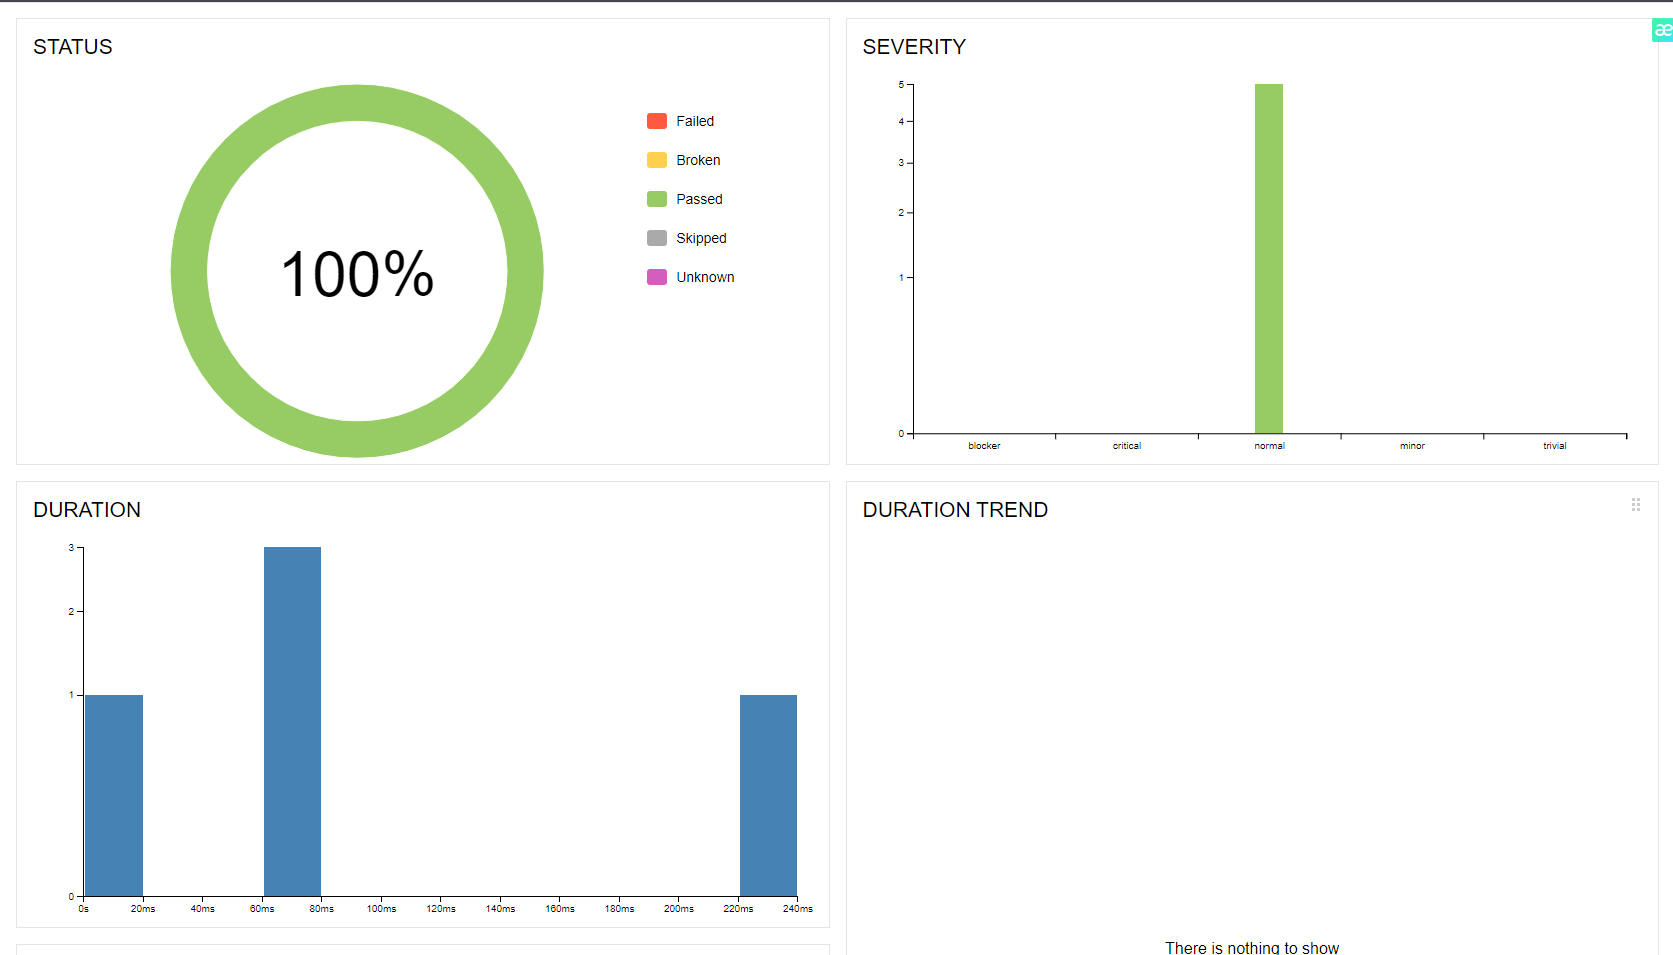 STATUS
100%
Failed
Broken
Passed
Skipped
Unknown
SEVERITY
æ
5
4
3
2
1
0
blocker critical normal minor trivial
DURATION
3
2
1
0
0s 20ms 40ms 60ms 80ms 100ms 120ms 140ms 160ms 180ms 200ms 220ms 240ms
DURATION TREND
There is nothing to show